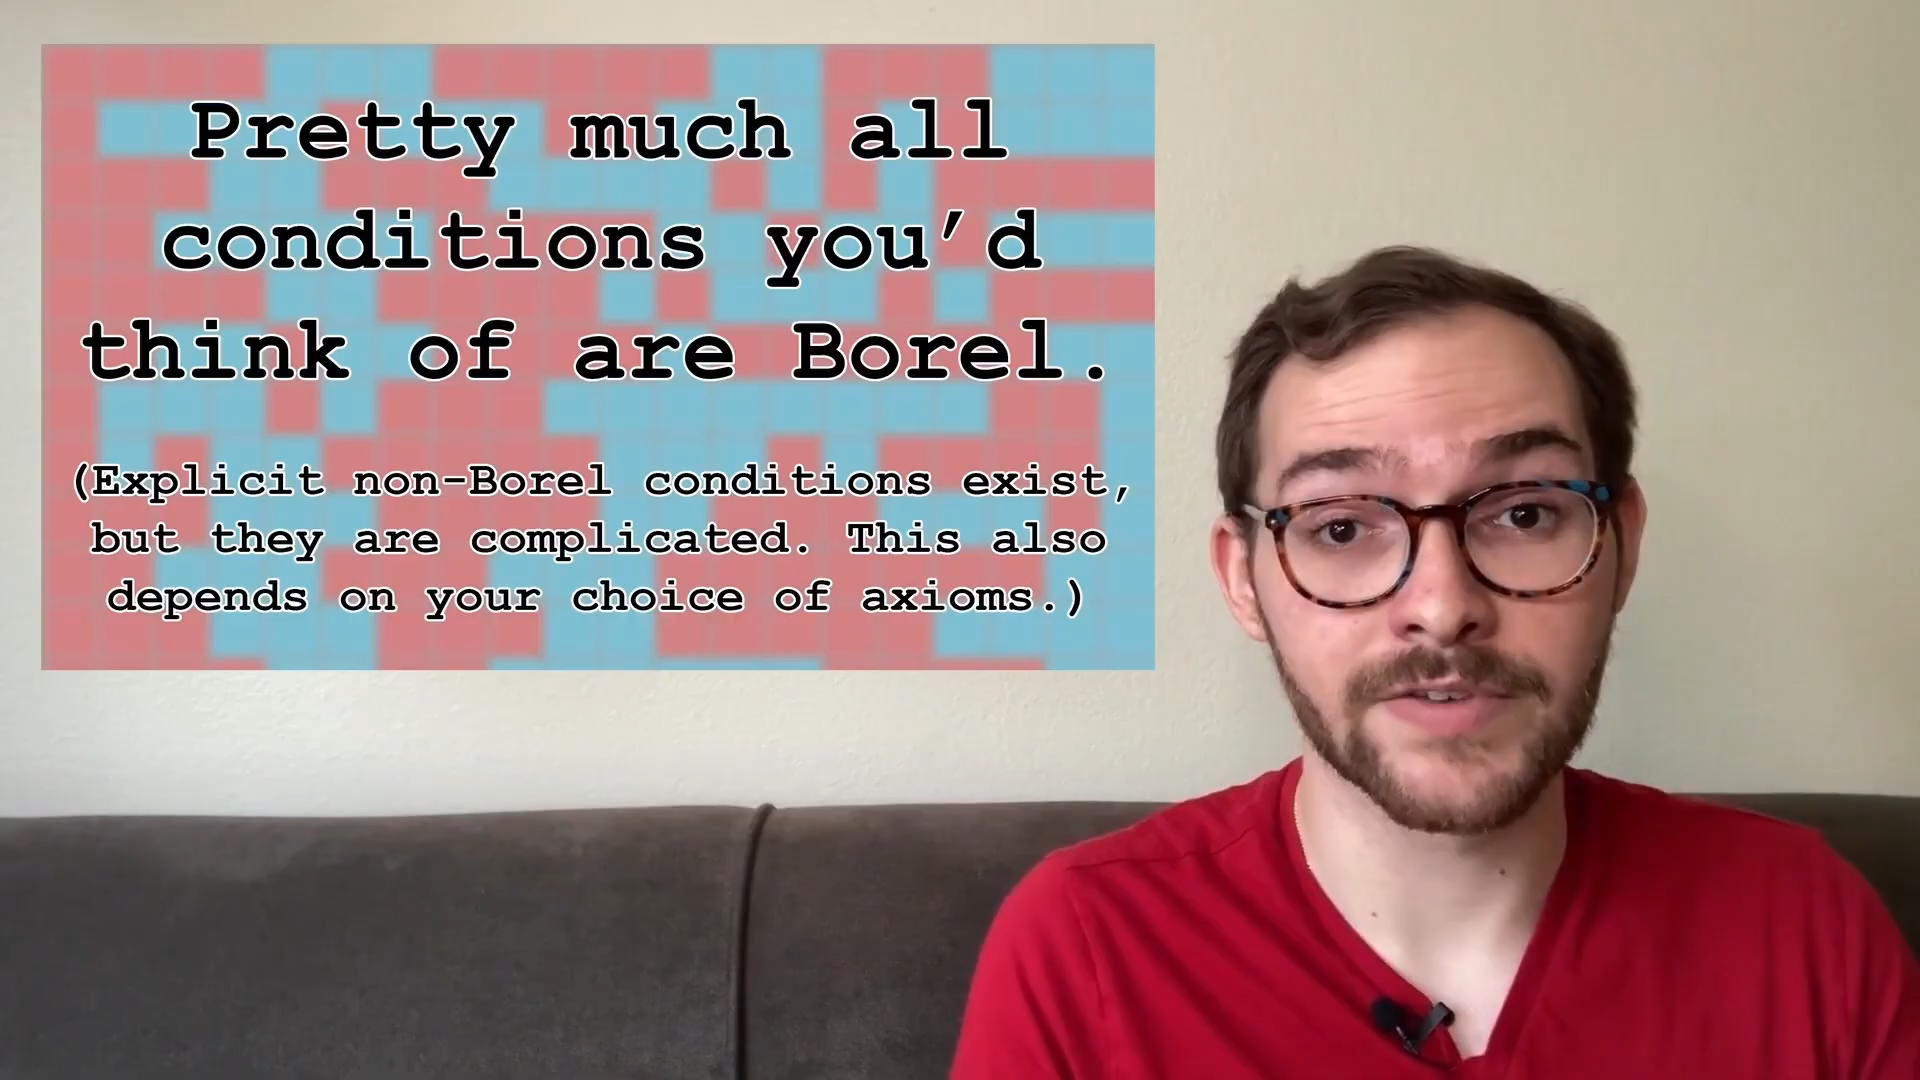 Pretty much all
conditions you’d
think of are Borel.
(Explicit non-Borel conditions exist,
but they are complicated. This also
depends on your choice of axioms.)